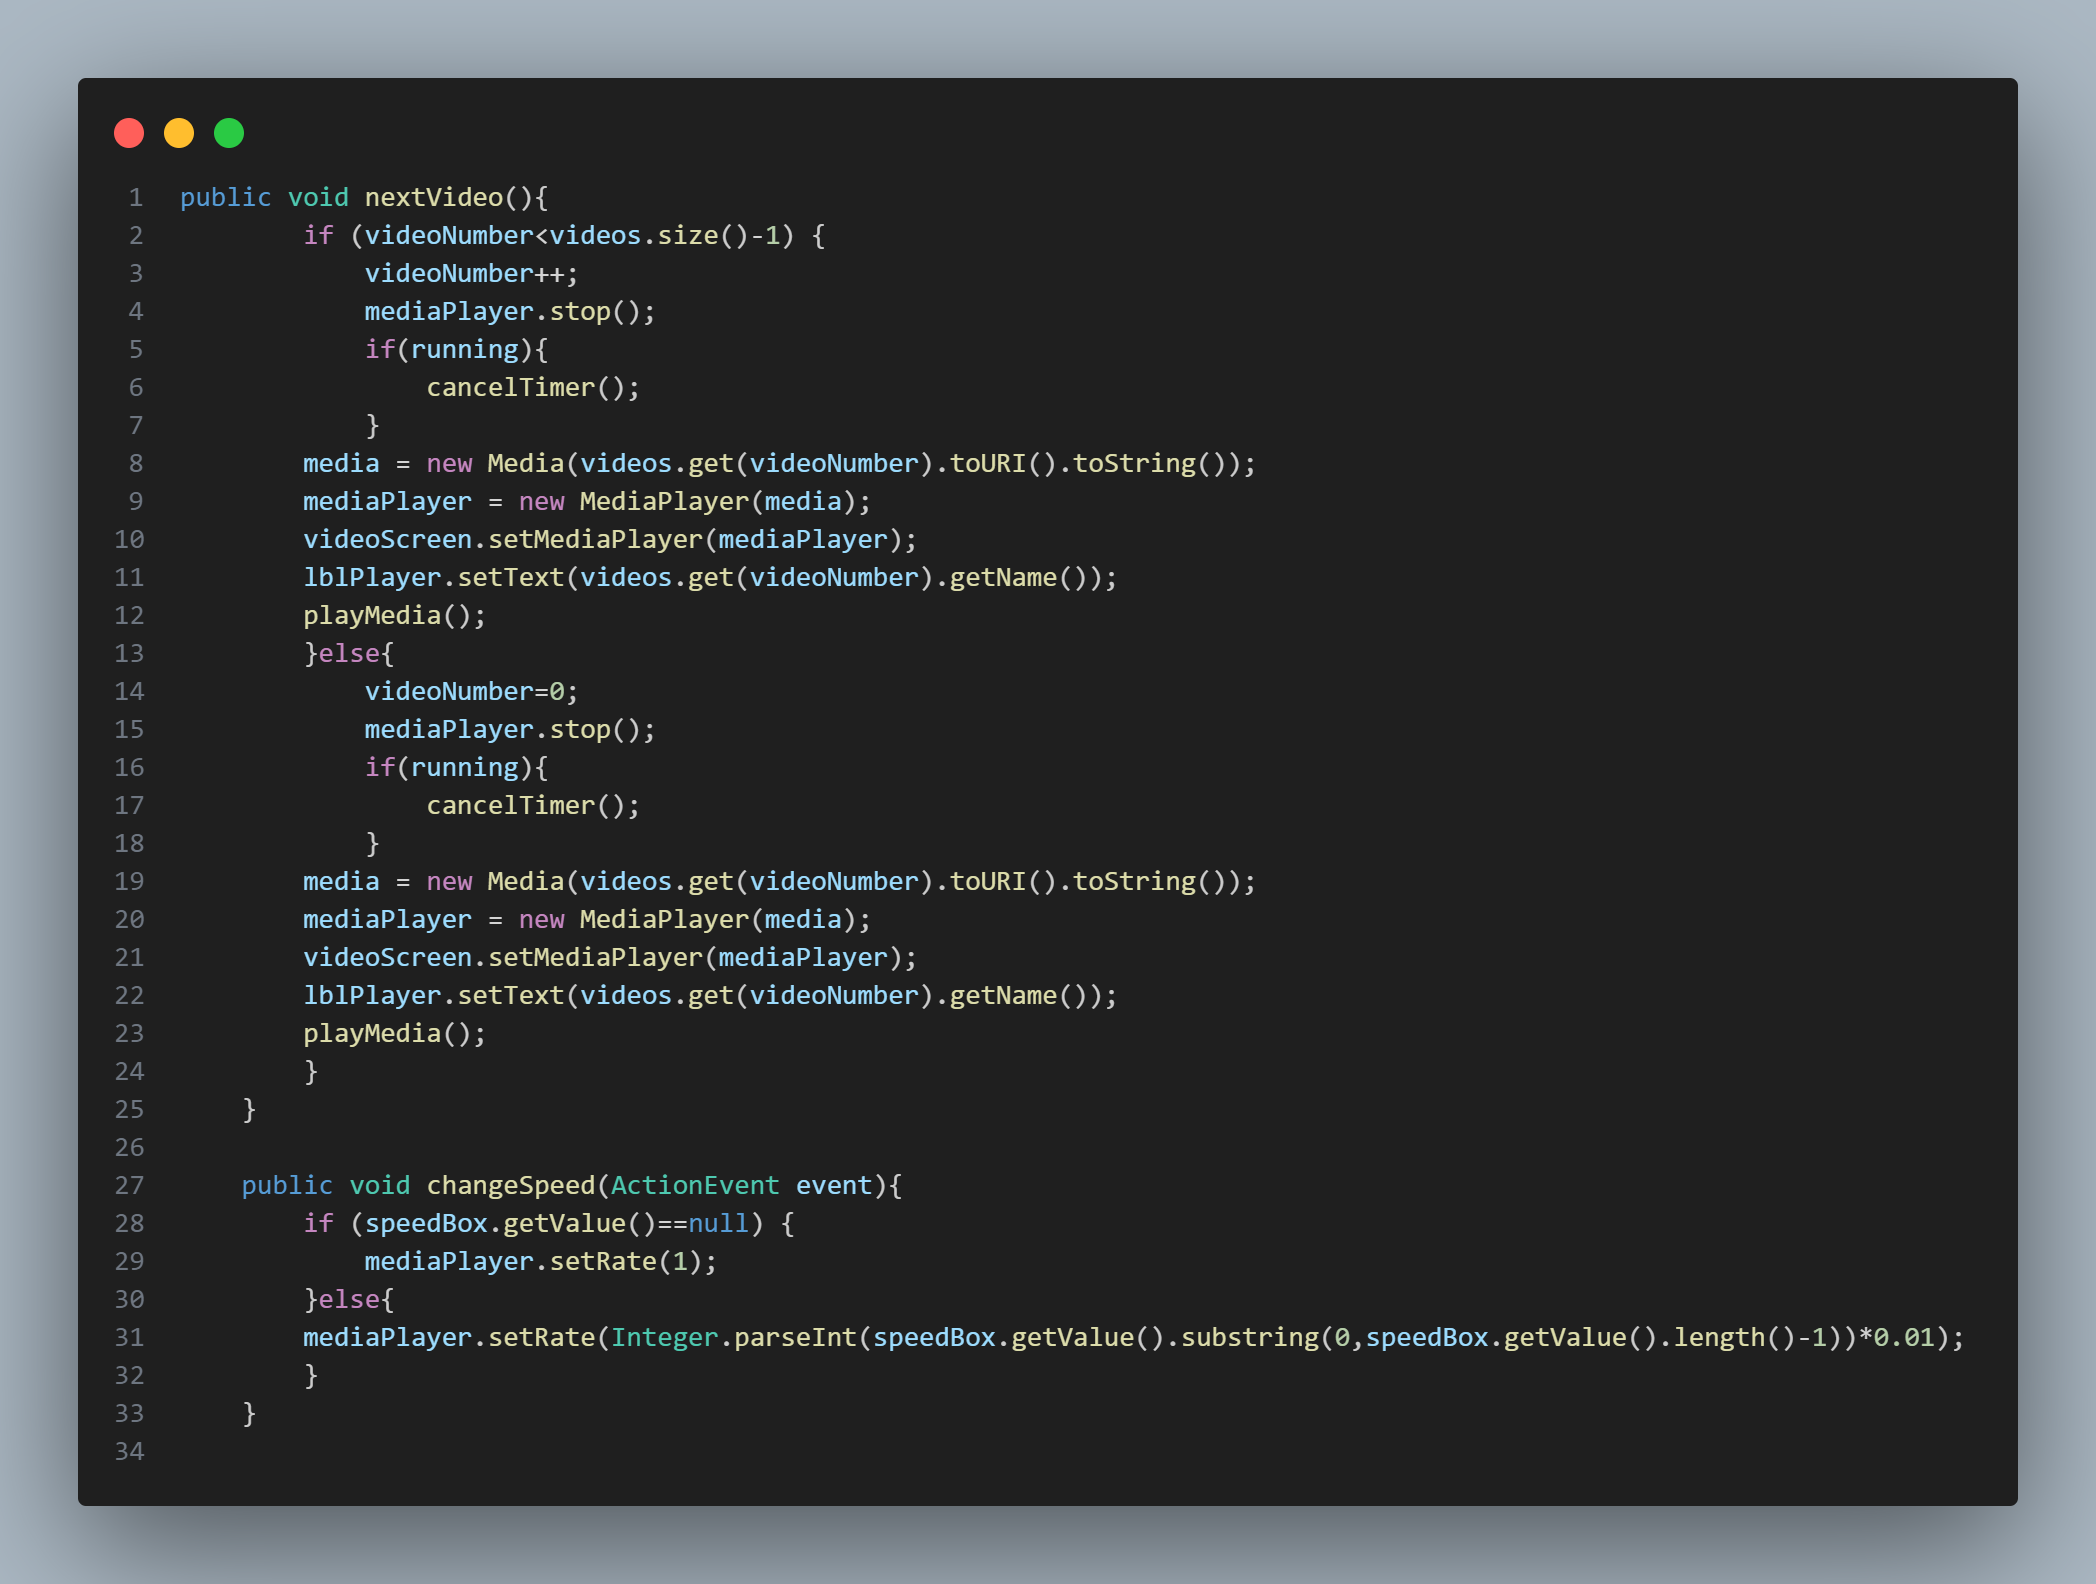 1 public void nextVideo(){
2         if (videoNumber<videos.size()-1) {
3             videoNumber++;
4             mediaPlayer.stop();
5             if(running){
6                 cancelTimer();
7             }
8         media = new Media(videos.get(videoNumber).toURI().toString());
9         mediaPlayer = new MediaPlayer(media);
10         videoScreen.setMediaPlayer(mediaPlayer);
11         lblPlayer.setText(videos.get(videoNumber).getName());
12         playMedia();
13         }else{
14             videoNumber=0;
15             mediaPlayer.stop();
16             if(running){
17                 cancelTimer();
18             }
19         media = new Media(videos.get(videoNumber).toURI().toString());
20         mediaPlayer = new MediaPlayer(media);
21         videoScreen.setMediaPlayer(mediaPlayer);
22         lblPlayer.setText(videos.get(videoNumber).getName());
23         playMedia();
24         }
25     }
26
27     public void changeSpeed(ActionEvent event){
28         if (speedBox.getValue()==null) {
29             mediaPlayer.setRate(1);
30         }else{
31         mediaPlayer.setRate(Integer.parseInt(speedBox.getValue().substring(0,speedBox.getValue().length()-1))*0.01);
32         }
33     }
34